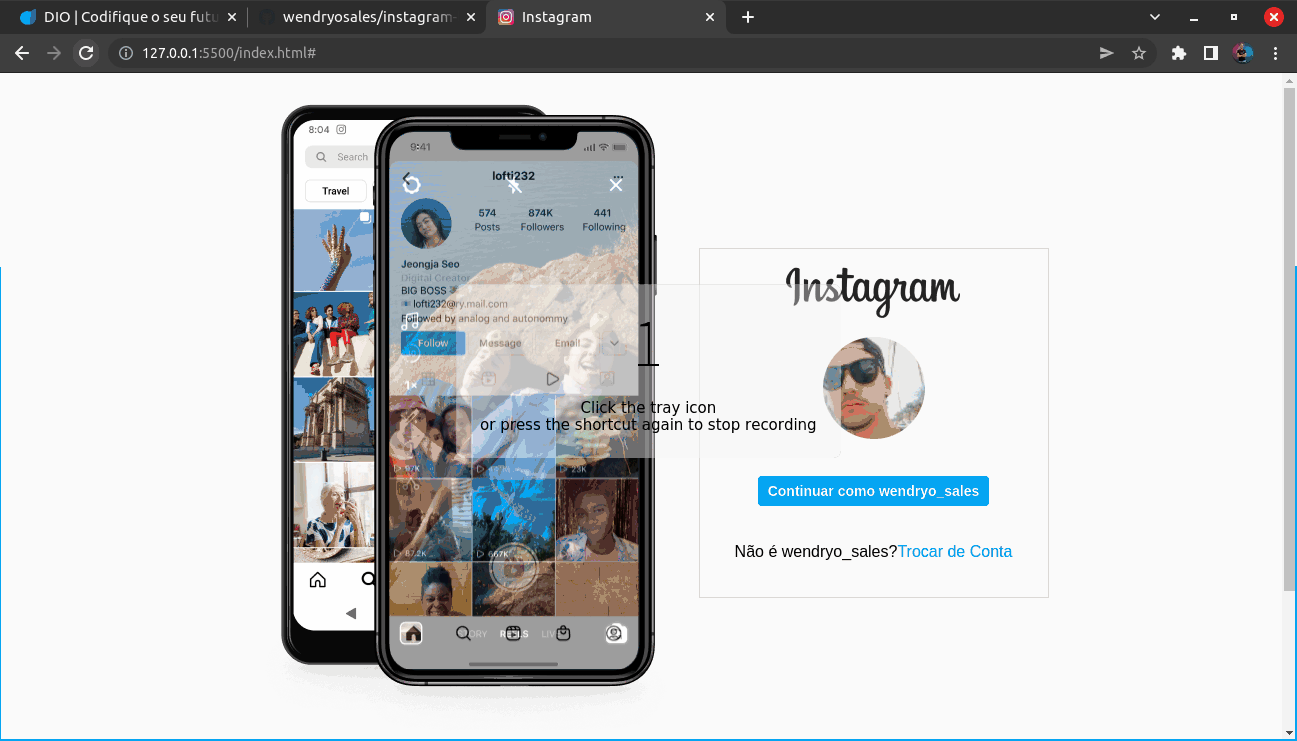 DIO | Codifique o seu futu
wendryosales/instagram-
Instagram
127.0.0.1:5500/index.html#
8:04
Search
Travel
9:41
lofti232
574
874K
441
Posts
Followers
Following
Jeongja Seo
Digital Creator
BIG BOSS
lofti232@ry.mail.com
Followed by analog and autonommy
Follow
Message
Email
1×
97K
23K
87.2K
667K
REELS
LIV
1
Click the tray icon
or press the shortcut again to stop recording
Instagram
Continuar como wendryo_sales
Não é wendryo_sales?Trocar de Conta